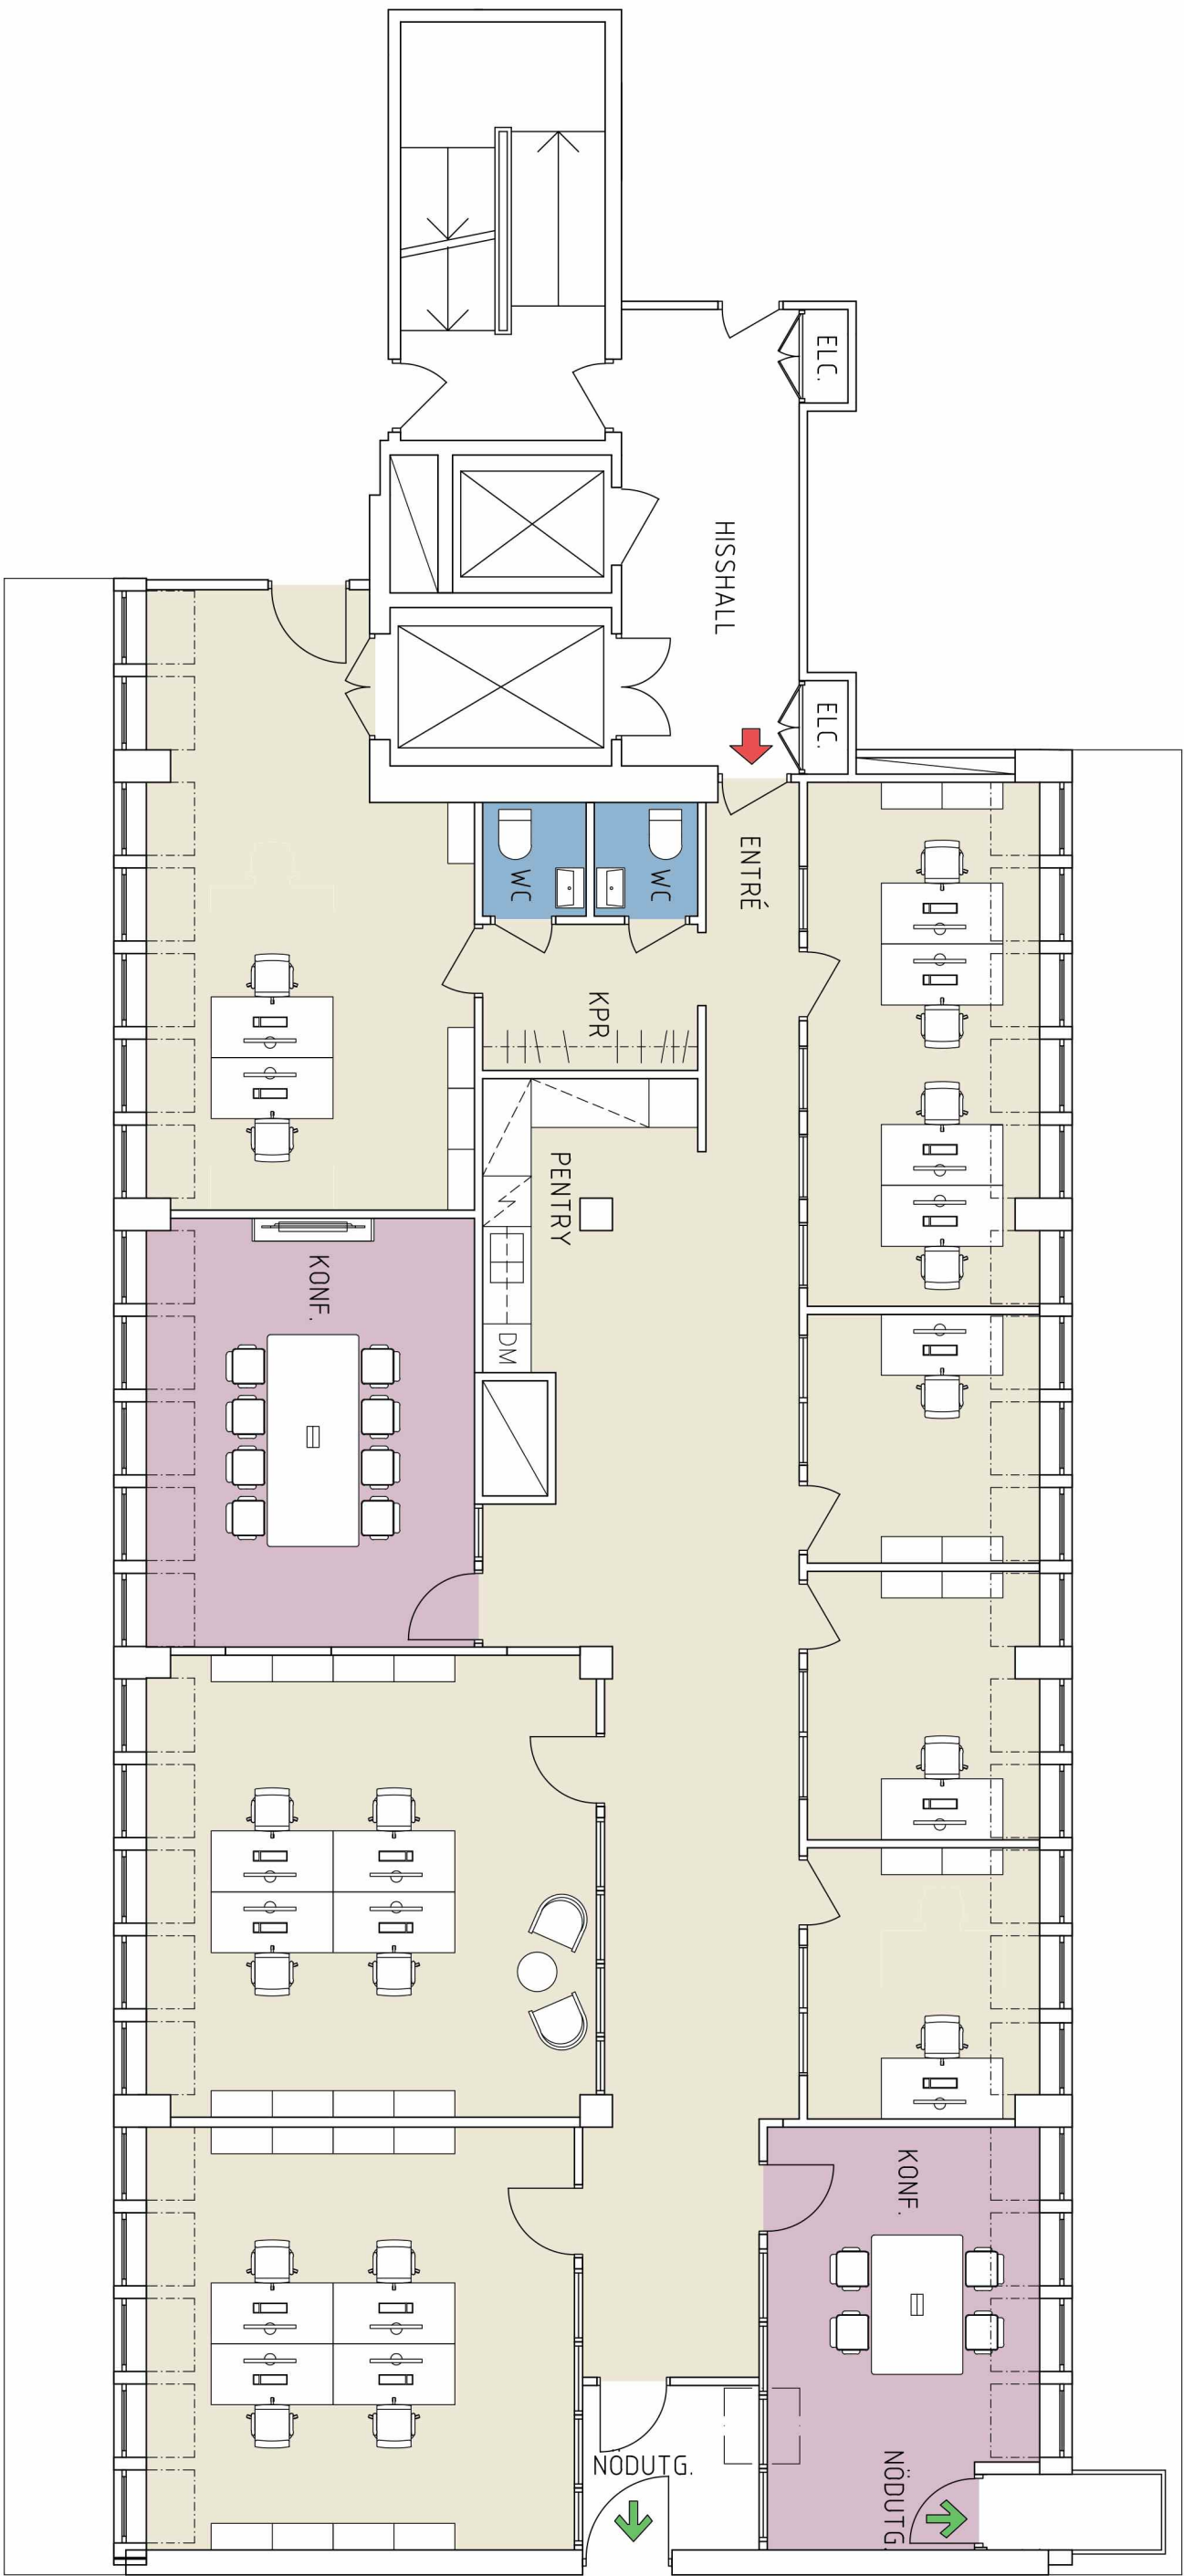 ELC.
HISSHALL
ELC.
ENTRÉ
WC
WC
KPR
PENTRY
KONF.
DM
KONF.
NÖDUTG.
NÖDUTG.